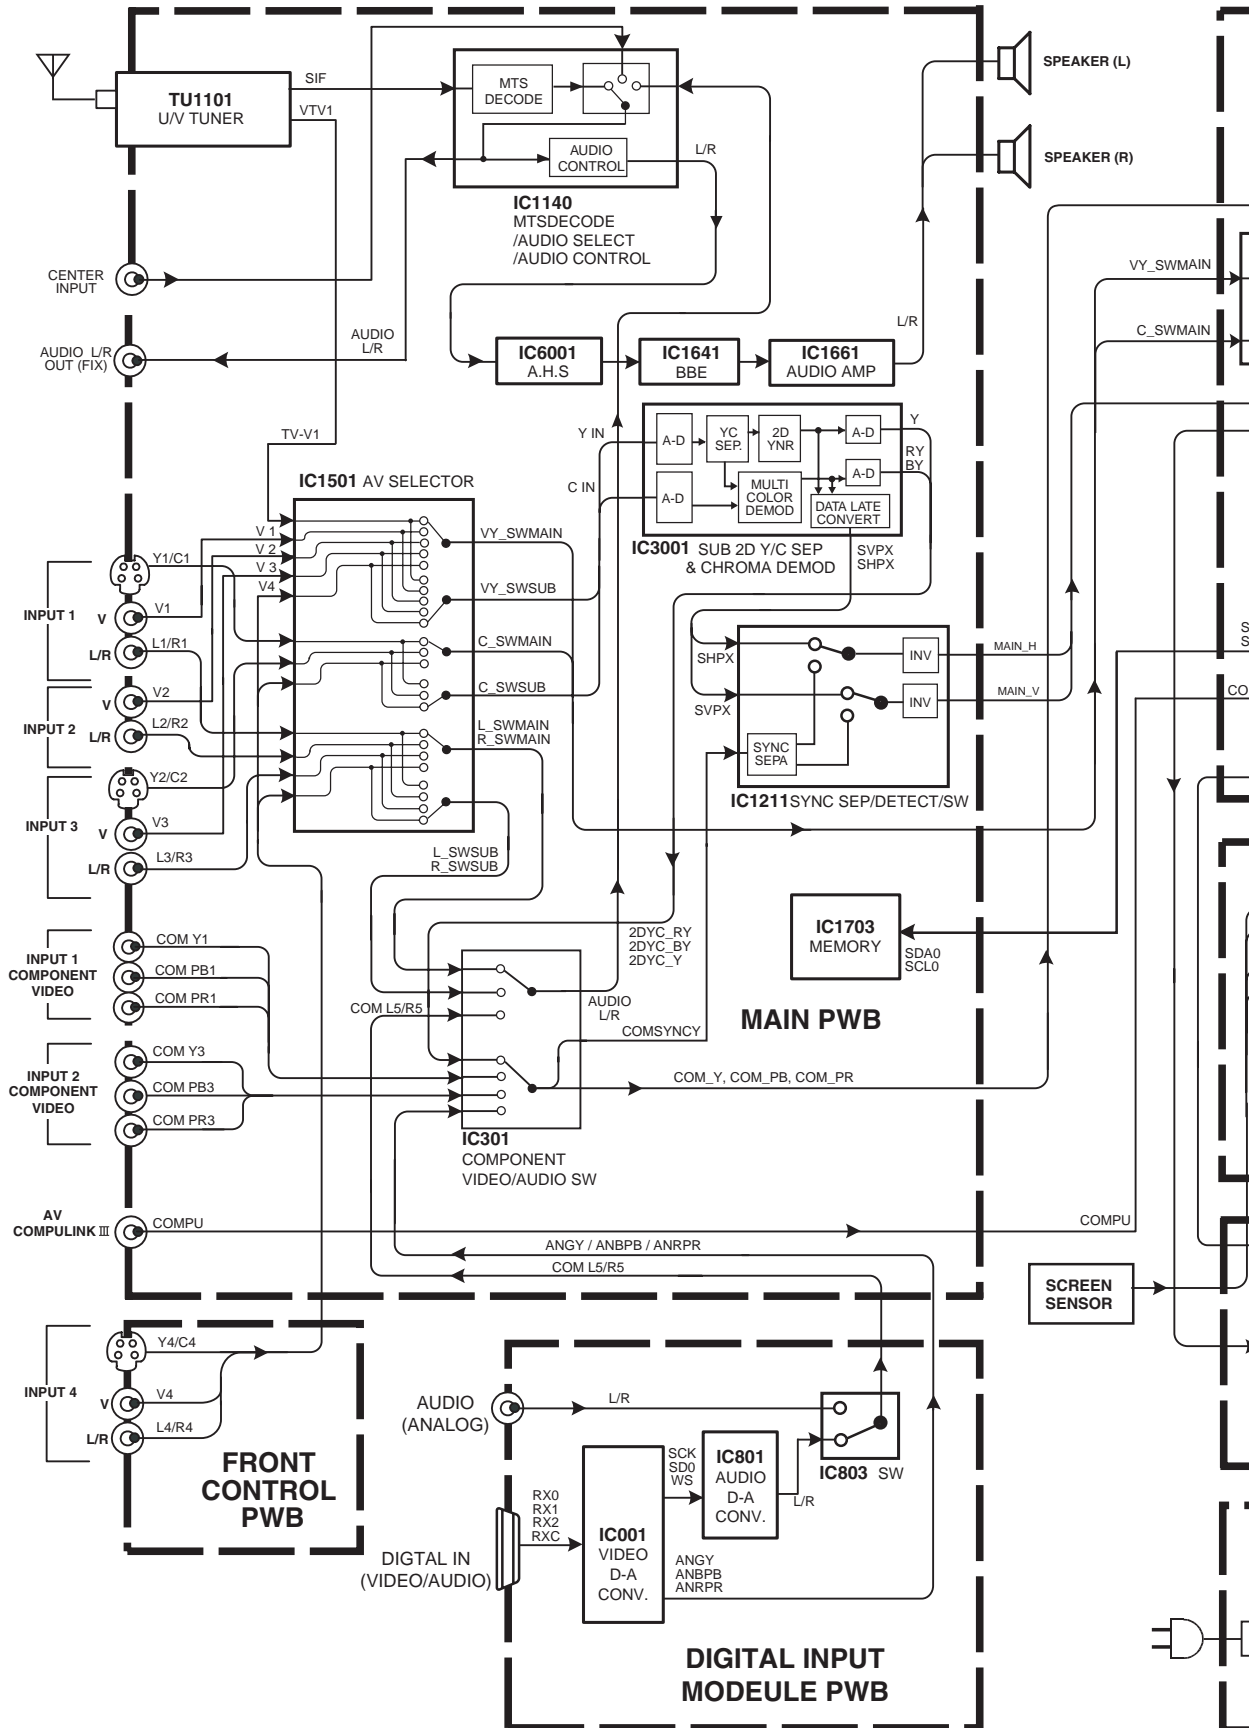 SPEAKER (L)
SIF
MTS
DECODE
TU1101
U/V TUNER
VTV1
AUDIO
CONTROL
L/R
SPEAKER (R)
IC1140
MTSDECODE
/AUDIO SELECT
/AUDIO CONTROL
CENTER
INPUT
VY_SWMAIN
AUDIO L/R
OUT (FIX)
AUDIO
L/R
L/R
C_SWMAIN
IC6001
A.H.S
IC1641
BBE
IC1661
AUDIO AMP
TV-V1
Y IN
A-D
YC
SEP.
2D
YNR
A-D
Y
RY
BY
IC1501 AV SELECTOR
C IN
A-D
MULTI
COLOR
DEMOD
A-D
DATA LATE
CONVERT
V 1
V 2
V 3
V4
VY_SWMAIN
VY_SWSUB
IC3001 SUB 2D Y/C SEP
& CHROMA DEMOD
SVPX
SHPX
Y1/C1
INPUT 1
V
V1
L/R
L1/R1
C_SWMAIN
C_SWSUB
SHPX
INV
MAIN_H
S
S
SVPX
INV
MAIN_V
CO
V
V2
INPUT 2
L/R
L2/R2
L_SWMAIN
R_SWMAIN
SYNC
SEPA
Y2/C2
INPUT 3
V
V3
L/R
L3/R3
IC1211 SYNC SEP/DETECT/SW
L_SWSUB
R_SWSUB
IC1703
MEMORY
SDA0
SCL0
2DYC_RY
2DYC_BY
2DYC_Y
COM Y1
INPUT 1
COMPONENT
VIDEO
COM PB1
COM PR1
COM L5/R5
AUDIO
L/R
MAIN PWB
COMSYNCY
COM Y3
INPUT 2
COMPONENT
VIDEO
COM PB3
COM PR3
COM_Y, COM_PB, COM_PR
IC301
COMPONENT
VIDEO/AUDIO SW
AV
COMPULINK III
COMPU
COMPU
ANGY / ANBPB / ANRPR
COM L5/R5
SCREEN
SENSOR
Y4/C4
INPUT 4
V
V4
L/R
L4/R4
FRONT
CONTROL
PWB
AUDIO
(ANALOG)
L/R
IC803 SW
SCK
SD0
WS
IC801
AUDIO
D-A
CONV.
L/R
RX0
RX1
RX2
RXC
IC001
VIDEO
D-A
CONV.
DIGTAL IN
(VIDEO/AUDIO)
ANGY
ANBPB
ANRPR
DIGITAL INPUT
MODEULE PWB